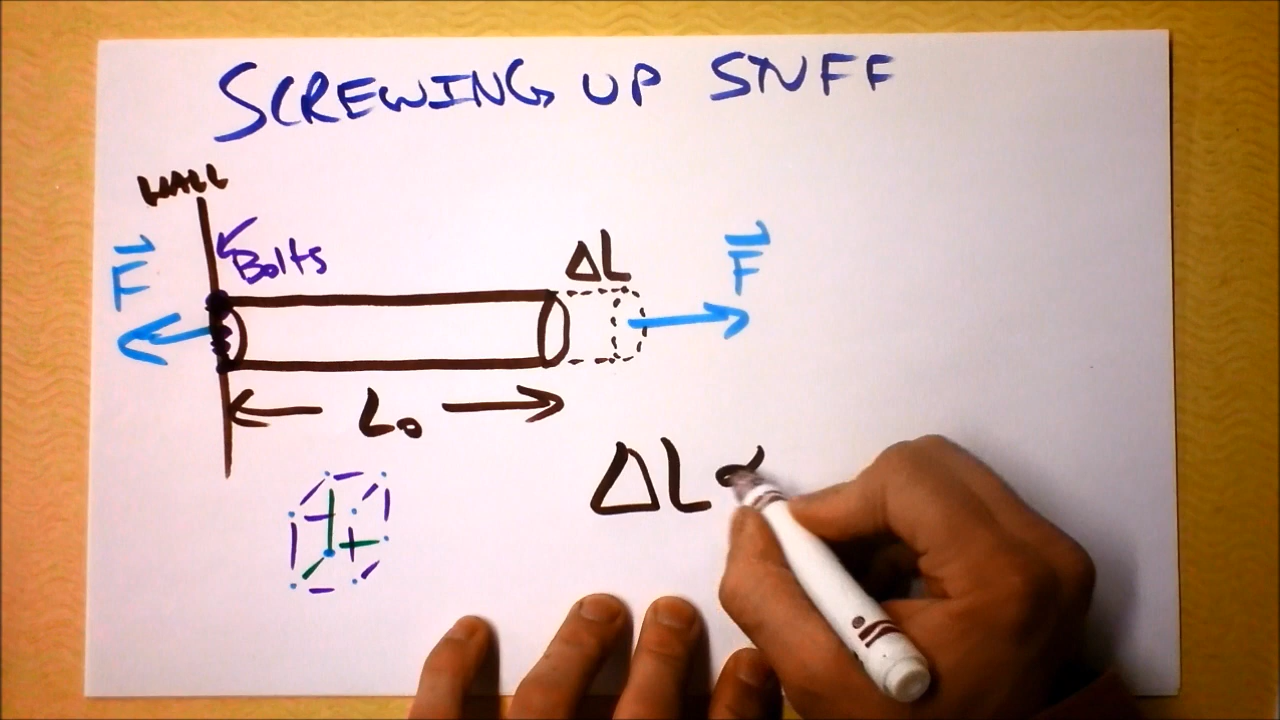 SCREWING UP STUFF
WALL
Bolts
F⃗
ΔL
F⃗
L₀
ΔL ∝